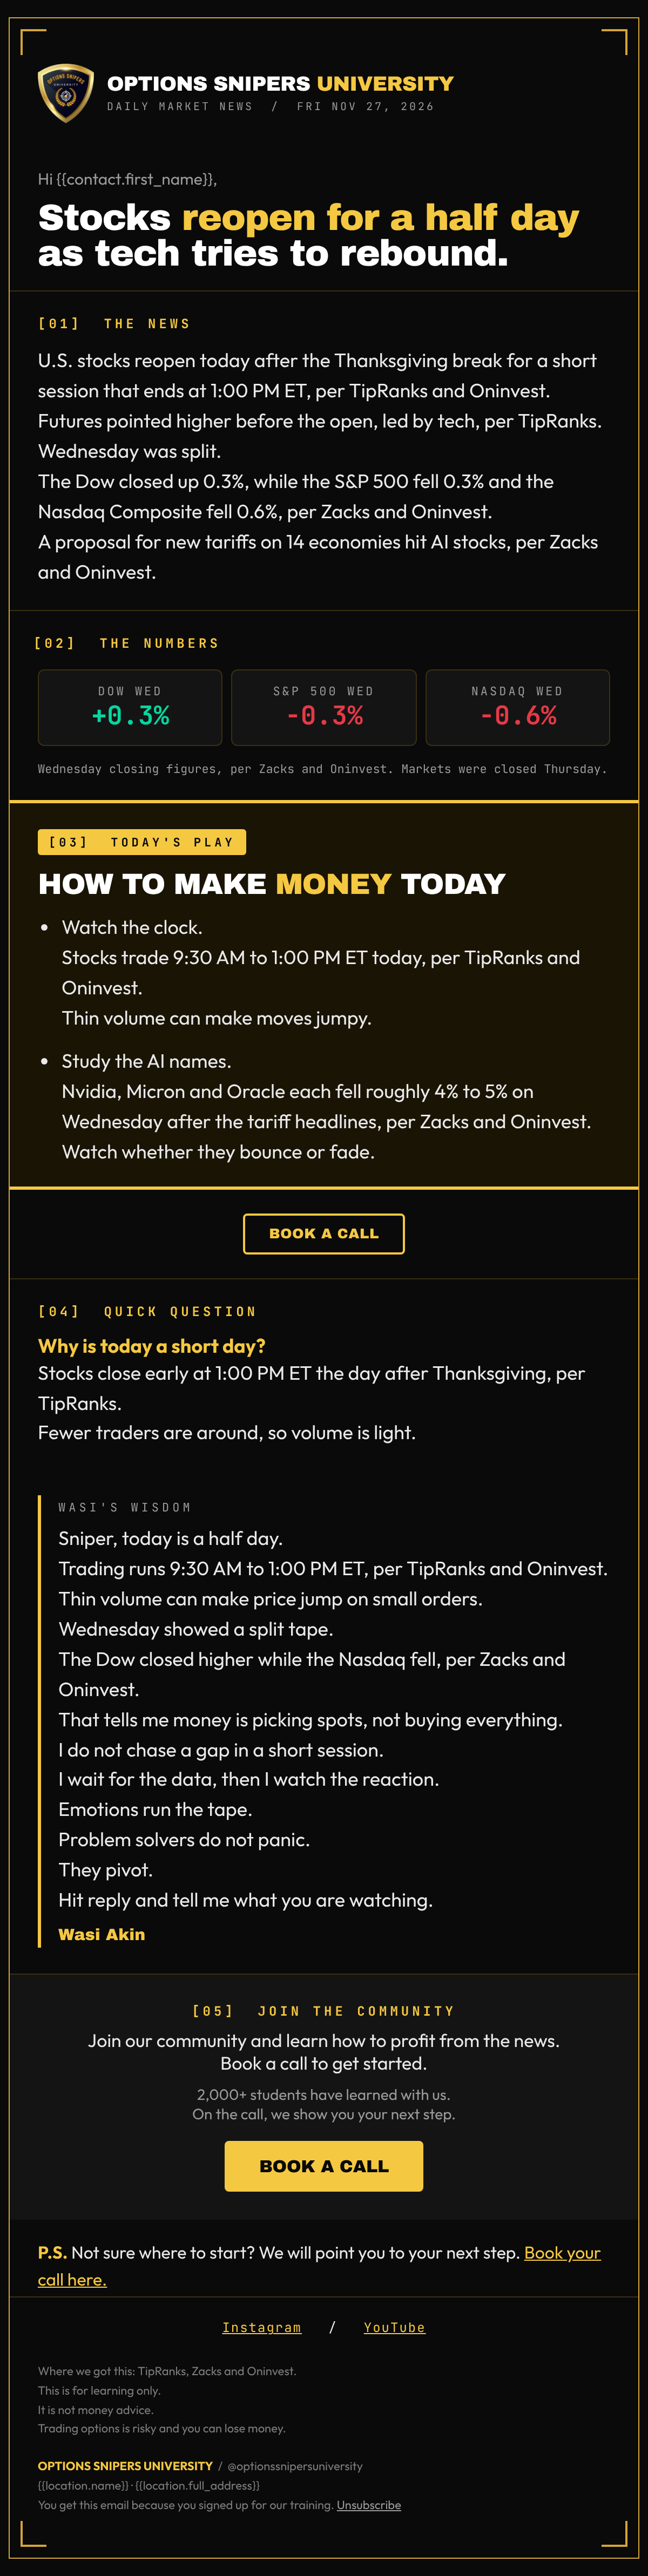 OPTIONS SNIPERS
UNIVERSITY
OPTIONS SNIPERS UNIVERSITY
DAILY MARKET NEWS / FRI NOV 27, 2026
Hi {{contact.first_name}},
Stocks reopen for a half day
as tech tries to rebound.
[01] THE NEWS
U.S. stocks reopen today after the Thanksgiving break for a short
session that ends at 1:00 PM ET, per TipRanks and Oninvest.
Futures pointed higher before the open, led by tech, per TipRanks.
Wednesday was split.
The Dow closed up 0.3%, while the S&P 500 fell 0.3% and the
Nasdaq Composite fell 0.6%, per Zacks and Oninvest.
A proposal for new tariffs on 14 economies hit AI stocks, per Zacks
and Oninvest.
[02] THE NUMBERS
DOW WED
+0.3%
S&P 500 WED
-0.3%
NASDAQ WED
-0.6%
Wednesday closing figures, per Zacks and Oninvest. Markets were closed Thursday.
[03] TODAY'S PLAY
HOW TO MAKE MONEY TODAY
• Watch the clock.
Stocks trade 9:30 AM to 1:00 PM ET today, per TipRanks and
Oninvest.
Thin volume can make moves jumpy.
• Study the AI names.
Nvidia, Micron and Oracle each fell roughly 4% to 5% on
Wednesday after the tariff headlines, per Zacks and Oninvest.
Watch whether they bounce or fade.
BOOK A CALL
[04] QUICK QUESTION
Why is today a short day?
Stocks close early at 1:00 PM ET the day after Thanksgiving, per
TipRanks.
Fewer traders are around, so volume is light.
WASI'S WISDOM
Sniper, today is a half day.
Trading runs 9:30 AM to 1:00 PM ET, per TipRanks and Oninvest.
Thin volume can make price jump on small orders.
Wednesday showed a split tape.
The Dow closed higher while the Nasdaq fell, per Zacks and
Oninvest.
That tells me money is picking spots, not buying everything.
I do not chase a gap in a short session.
I wait for the data, then I watch the reaction.
Emotions run the tape.
Problem solvers do not panic.
They pivot.
Hit reply and tell me what you are watching.
Wasi Akin
[05] JOIN THE COMMUNITY
Join our community and learn how to profit from the news.
Book a call to get started.
2,000+ students have learned with us.
On the call, we show you your next step.
BOOK A CALL
P.S. Not sure where to start? We will point you to your next step. Book your
call here.
Instagram / YouTube
Where we got this: TipRanks, Zacks and Oninvest.
This is for learning only.
It is not money advice.
Trading options is risky and you can lose money.
OPTIONS SNIPERS UNIVERSITY / @optionssnipersuniversity
{{location.name}} · {{location.full_address}}
You get this email because you signed up for our training. Unsubscribe